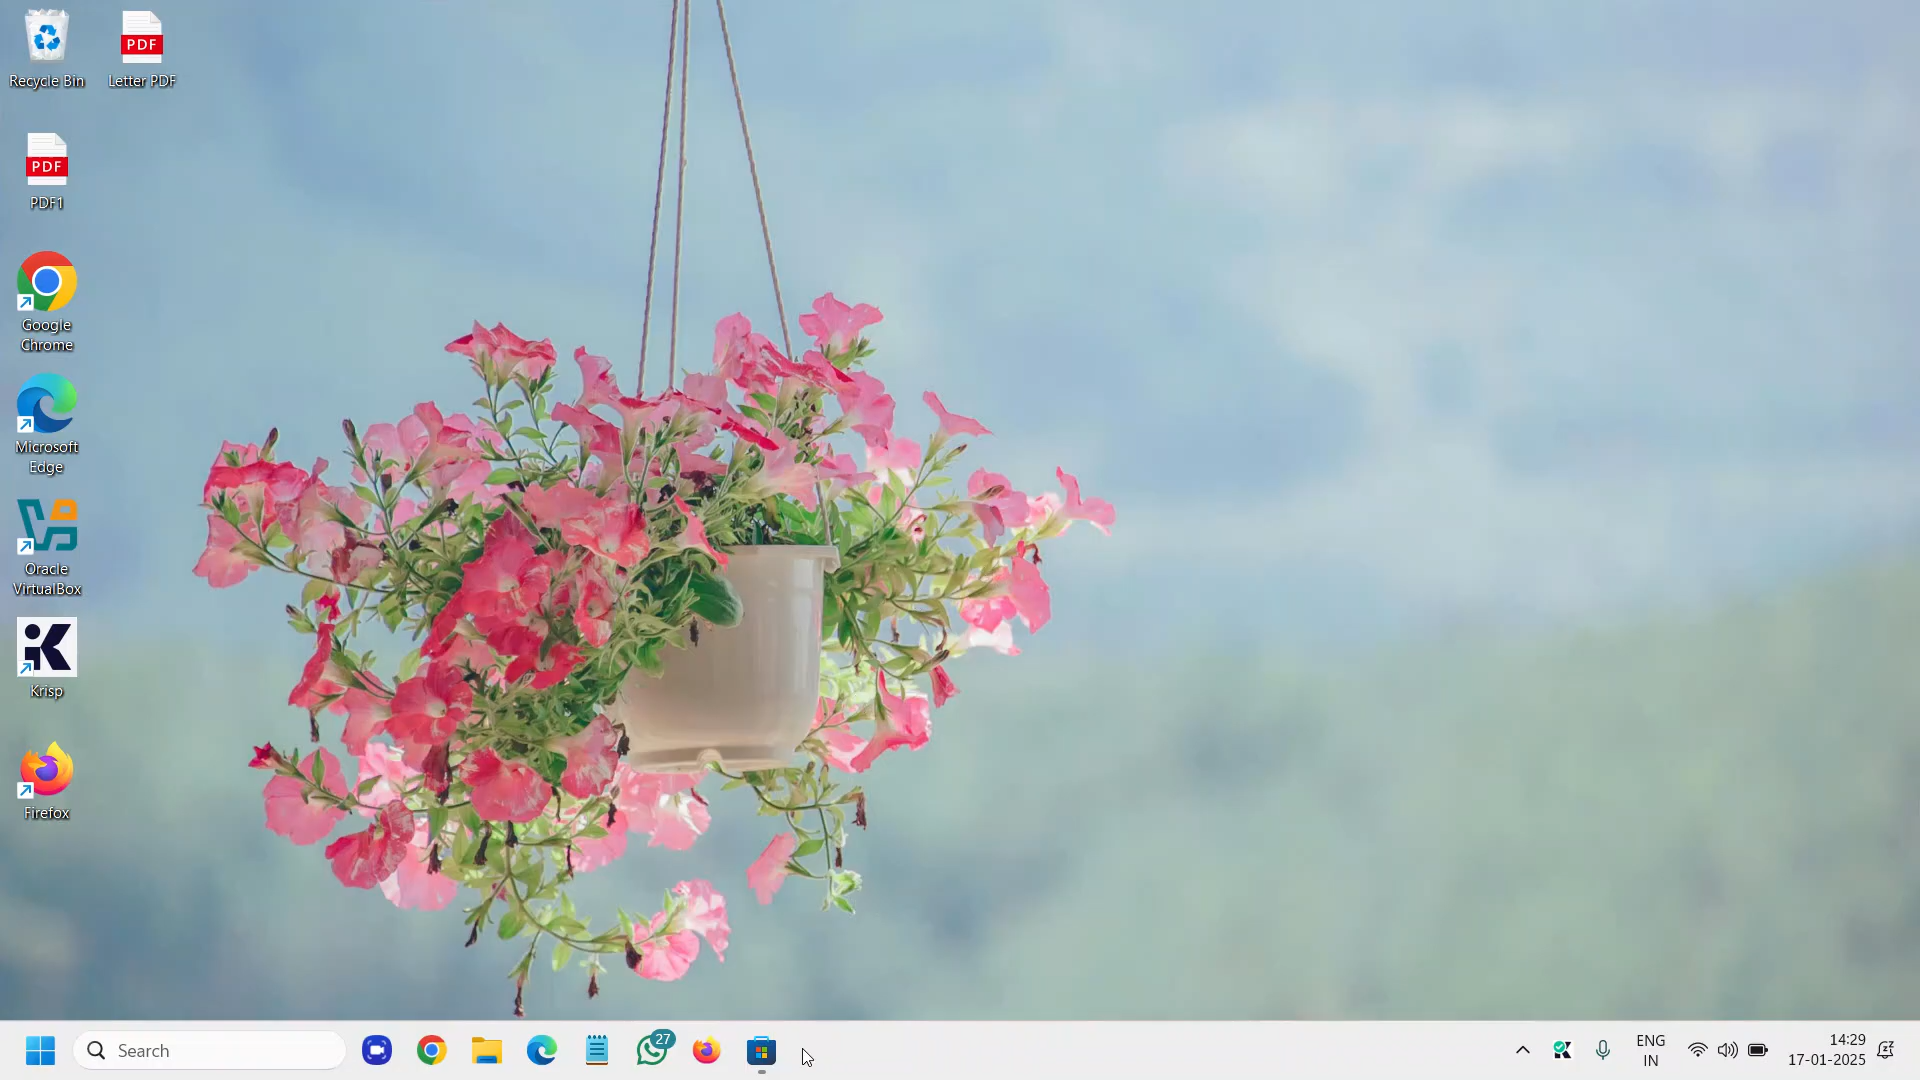 Recycle Bin
Letter PDF
PDF
PDF
PDF1
Google
Chrome
Microsoft
Edge
Oracle
VirtualBox
Krisp
Firefox
Search
27
ENG
IN
14:29
17-01-2025